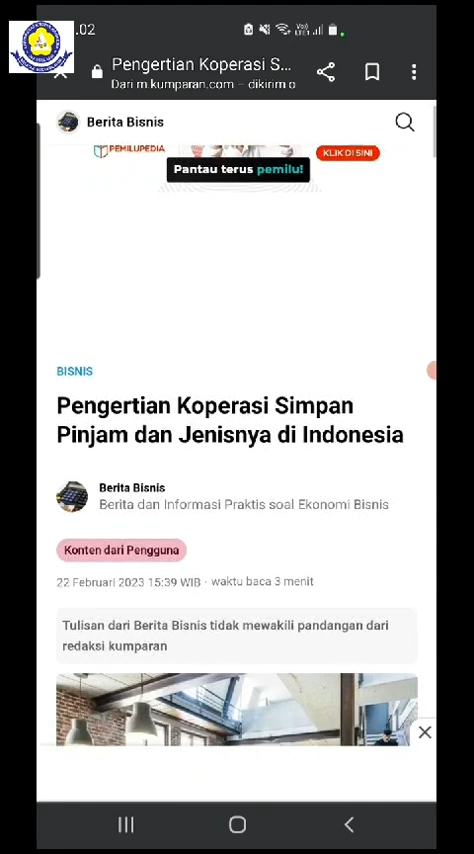 .02
Pengertian Koperasi S...
Dari m.kumparan.com – dikirim o
Berita Bisnis
PEMILUPEDIA
KLIK DI SINI
Pantau terus pemilu!
BISNIS
Pengertian Koperasi Simpan
Pinjam dan Jenisnya di Indonesia
Berita Bisnis
Berita dan Informasi Praktis soal Ekonomi Bisnis
Konten dari Pengguna
22 Februari 2023 15:39 WIB · waktu baca 3 menit
Tulisan dari Berita Bisnis tidak mewakili pandangan dari
redaksi kumparan